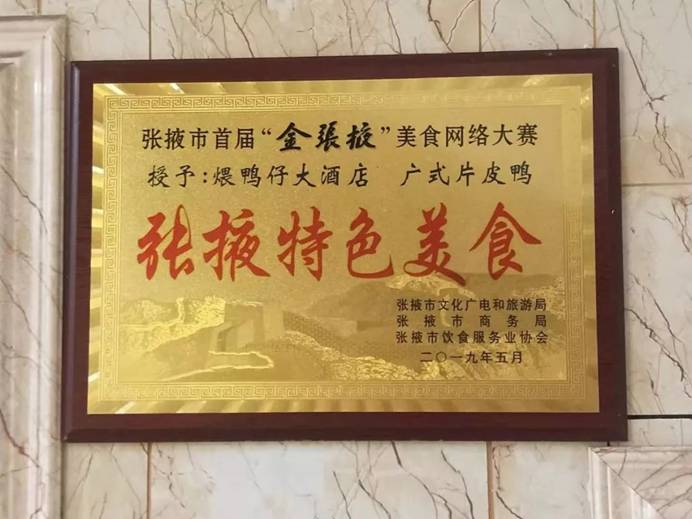 张掖市首届“金張掖”美食网络大赛
授予:煨鸭仔大酒店 广式片皮鸭
张掖特色美食
张掖市文化广电和旅游局
张掖市商务局
张掖市饮食服务业协会
二〇一九年五月